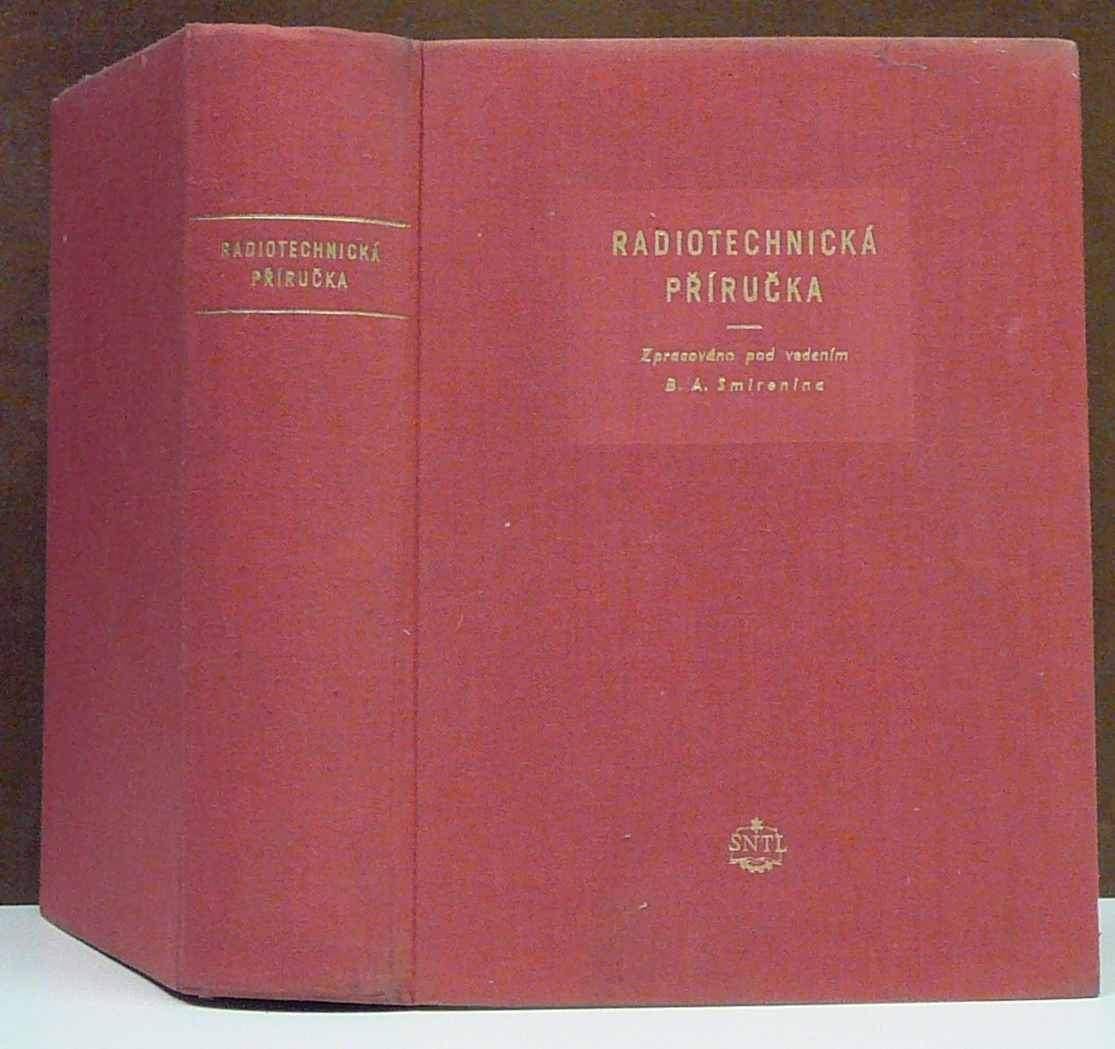 RADIOTECHNICKÁ
PŘÍRUČKA
RADIOTECHNICKÁ
PŘÍRUČKA
Zpracováno pod vedením
B. A. Smirenina
SNTL